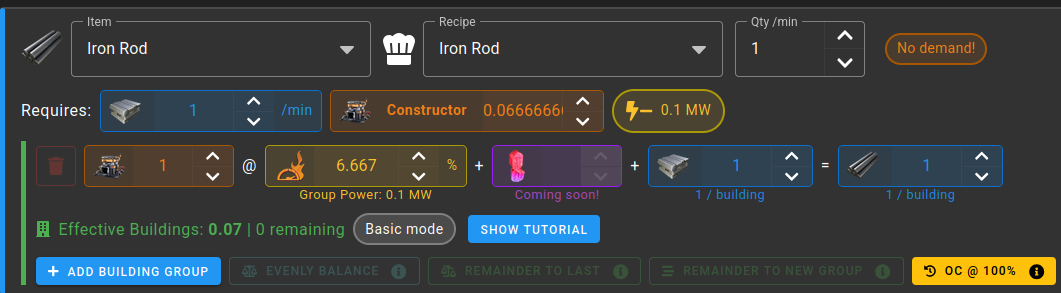 Item Recipe Qty /min
Iron Rod Iron Rod 1 No demand!
Requires: 1 /min Constructor 0.0666666 0.1 MW
1 @ 6.667 % + + 1 = 1
Group Power: 0.1 MW Coming soon! 1 / building 1 / building
Effective Buildings: 0.07 | 0 remaining Basic mode SHOW TUTORIAL
+ ADD BUILDING GROUP EVENLY BALANCE REMAINDER TO LAST REMAINDER TO NEW GROUP OC @ 100%